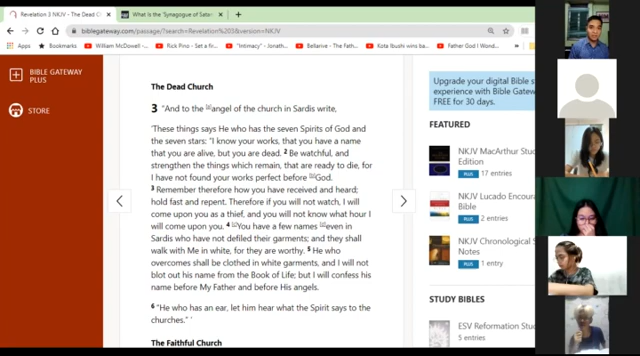 Revelation 3 NKJV - The Dead C
What Is the "Synagogue of Satan
biblegateway.com/passage/?search=Revelation%203&version=NKJV
Apps
Bookmarks
William McDowell -
Rick Pino - Set a fir
"Intimacy" - Jonath
Bellarive - The Fath
Kota Ibushi wins ba
Father God I Wond
BIBLE GATEWAY
PLUS
STORE
The Dead Church
3 "And to the [a]angel of the church in Sardis write,
'These things says He who has the seven Spirits of God and
the seven stars: "I know your works, that you have a name
that you are alive, but you are dead. 2 Be watchful, and
strengthen the things which remain, that are ready to die, for
I have not found your works perfect before [b]God.
3 Remember therefore how you have received and heard;
hold fast and repent. Therefore if you will not watch, I will
come upon you as a thief, and you will not know what hour I
will come upon you. 4 [c]You have a few names [d]even in
Sardis who have not defiled their garments; and they shall
walk with Me in white, for they are worthy. 5 He who
overcomes shall be clothed in white garments, and I will not
blot out his name from the Book of Life; but I will confess his
name before My Father and before His angels.
6 "He who has an ear, let him hear what the Spirit says to the
churches." '
The Faithful Church
Upgrade your digital Bible st
experience with Bible Gatew
FREE for 30 days.
FEATURED
NKJV MacArthur Stud
Edition
PLUS 17 entries
NKJV Lucado Encoura
Bible
PLUS 2 entries
NKJV Chronological S
Notes
PLUS 1 entry
STUDY BIBLES
ESV Reformation Stud
5 entries